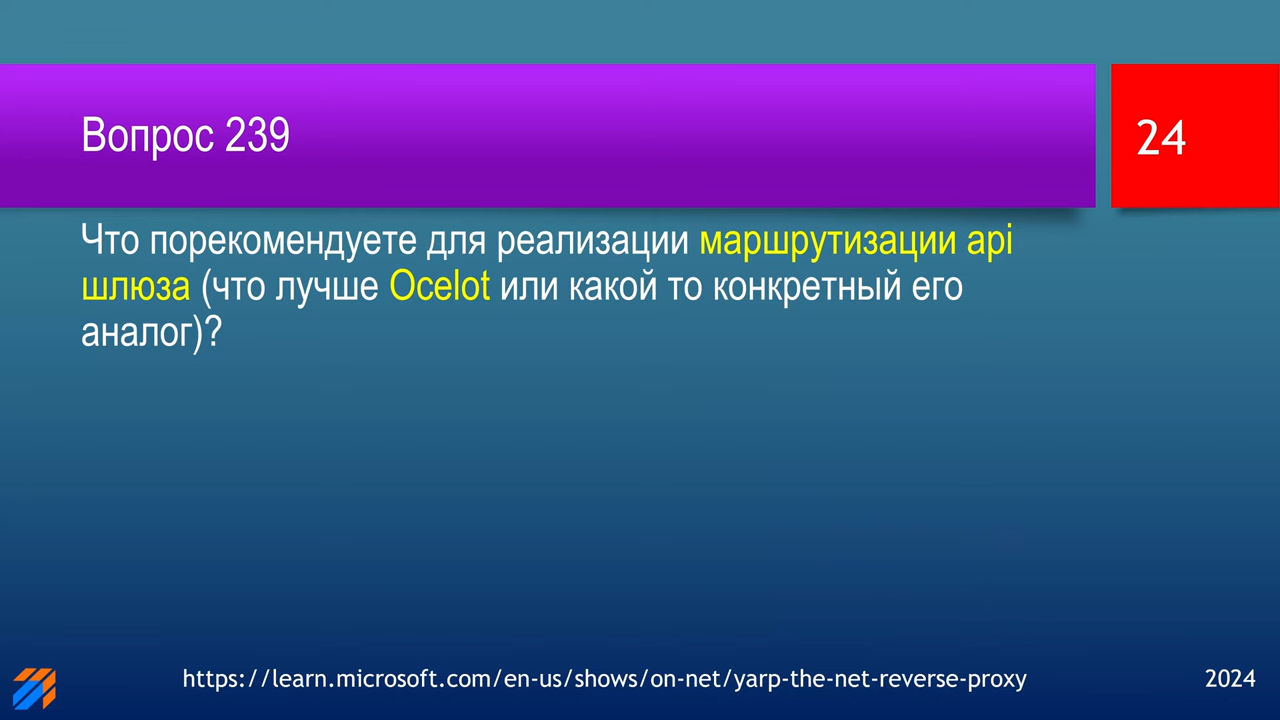 Вопрос 239
24
Что порекомендуете для реализации маршрутизации api
шлюза (что лучше Ocelot или какой то конкретный его
аналог)?
https://learn.microsoft.com/en-us/shows/on-net/yarp-the-net-reverse-proxy
2024